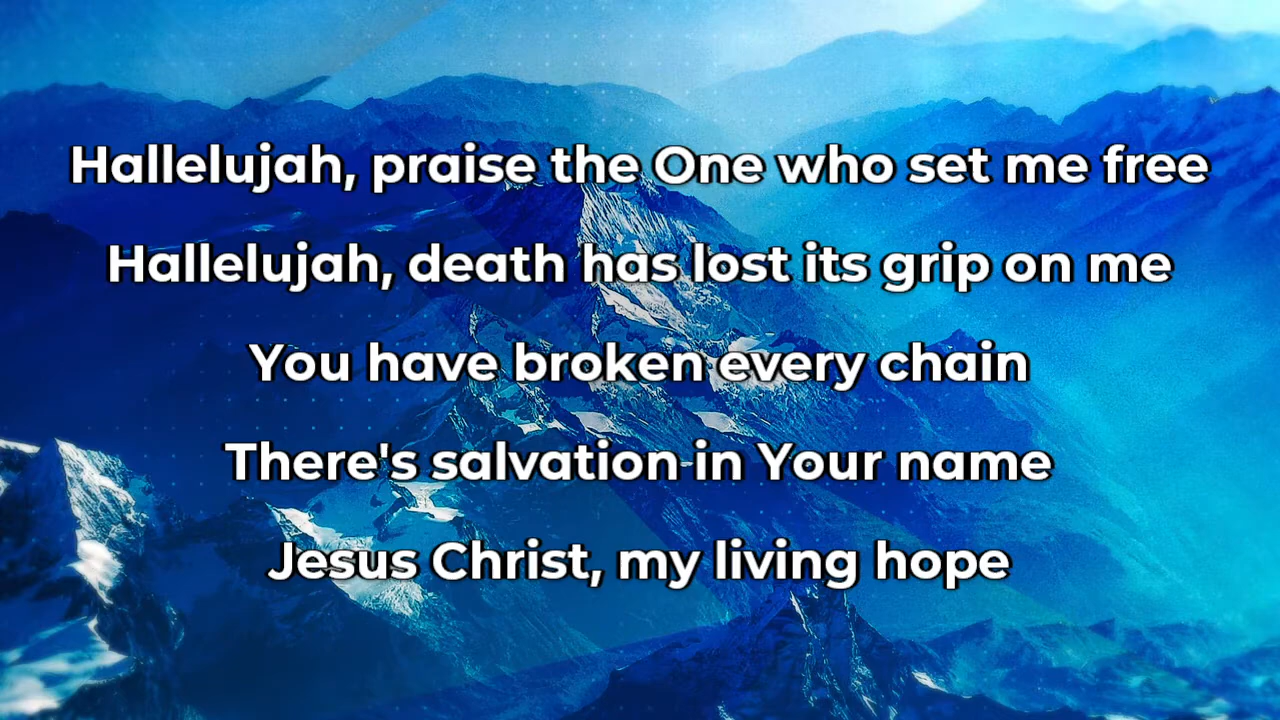 Hallelujah, praise the One who set me free
Hallelujah, death has lost its grip on me
You have broken every chain
There's salvation in Your name
Jesus Christ, my living hope